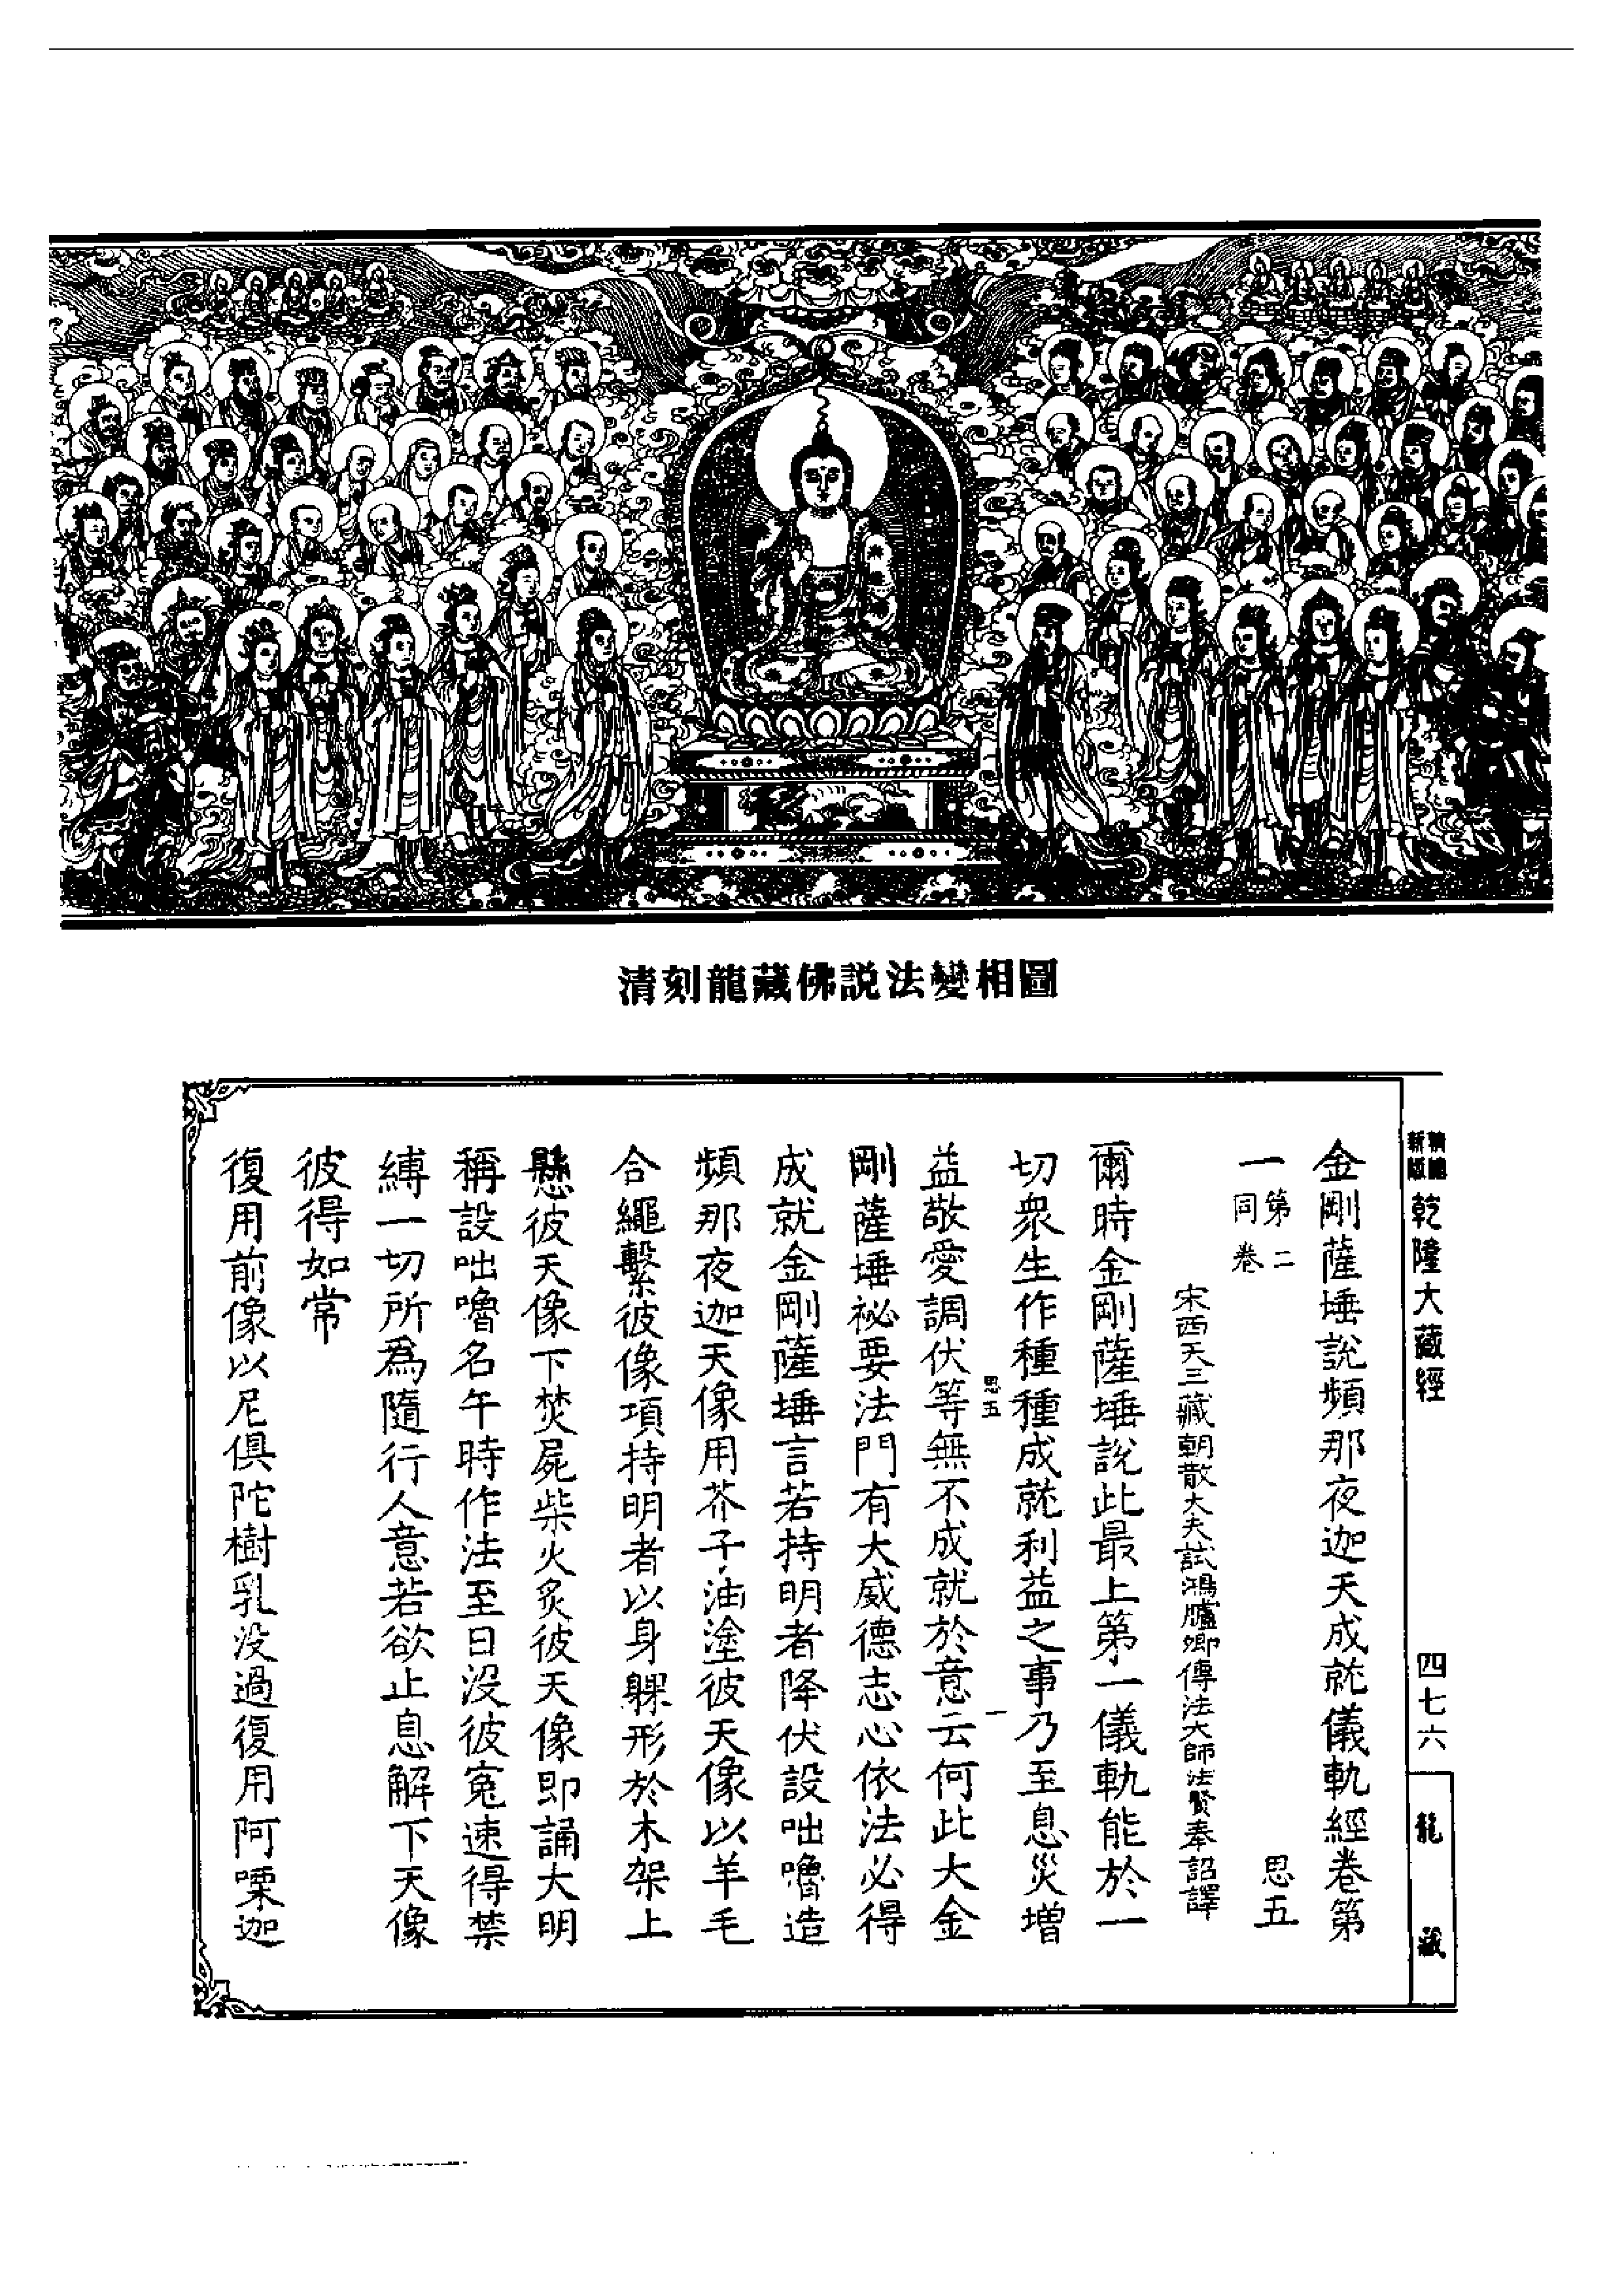 清刻龍藏佛説法變相圖
新版
乾隆大藏經
四七六
龍藏
金剛薩埵說頻那夜迦天成就儀軌經卷第
一第二同卷 思五
宋西天三藏朝散大夫試鴻臚卿傳法大師法賢奉詔譯
爾時金剛薩埵說此最上第一儀軌能於一
切衆生作種種成就利益之事乃至息災增
思五 一
益敬愛調伏等無不成就於意云何此大金
剛薩埵祕要法門有大威德志心依法必得
成就金剛薩埵言若持明者降伏設咄嚕造
頻那夜迦天像用芥子油塗彼天像以羊毛
合繩繫彼像項持明者以身躶形於木架上
懸彼天像下焚屍柴火炙彼天像即誦大明
稱設咄嚕名午時作法至日沒彼寃速得禁
縛一切所爲隨行人意若欲止息解下天像
彼得如常
復用前像以尼俱陀樹乳没過復用阿㗚迦